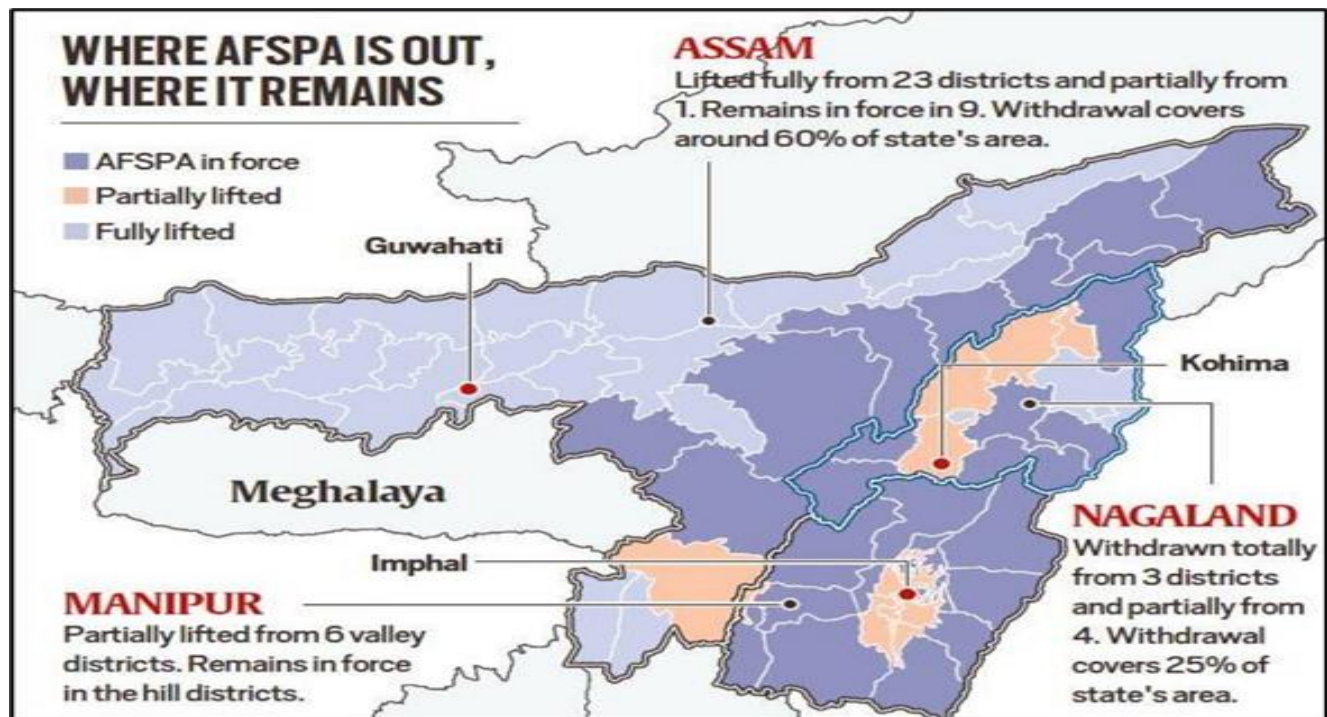 WHERE AFSPA IS OUT,
WHERE IT REMAINS
AFSPA in force
Partially lifted
Fully lifted
ASSAM
Lifted fully from 23 districts and partially from
1. Remains in force in 9. Withdrawal covers
around 60% of state's area.
Guwahati
Kohima
Meghalaya
Imphal
MANIPUR
Partially lifted from 6 valley
districts. Remains in force
in the hill districts.
NAGALAND
Withdrawn totally
from 3 districts
and partially from
4. Withdrawal
covers 25% of
state's area.